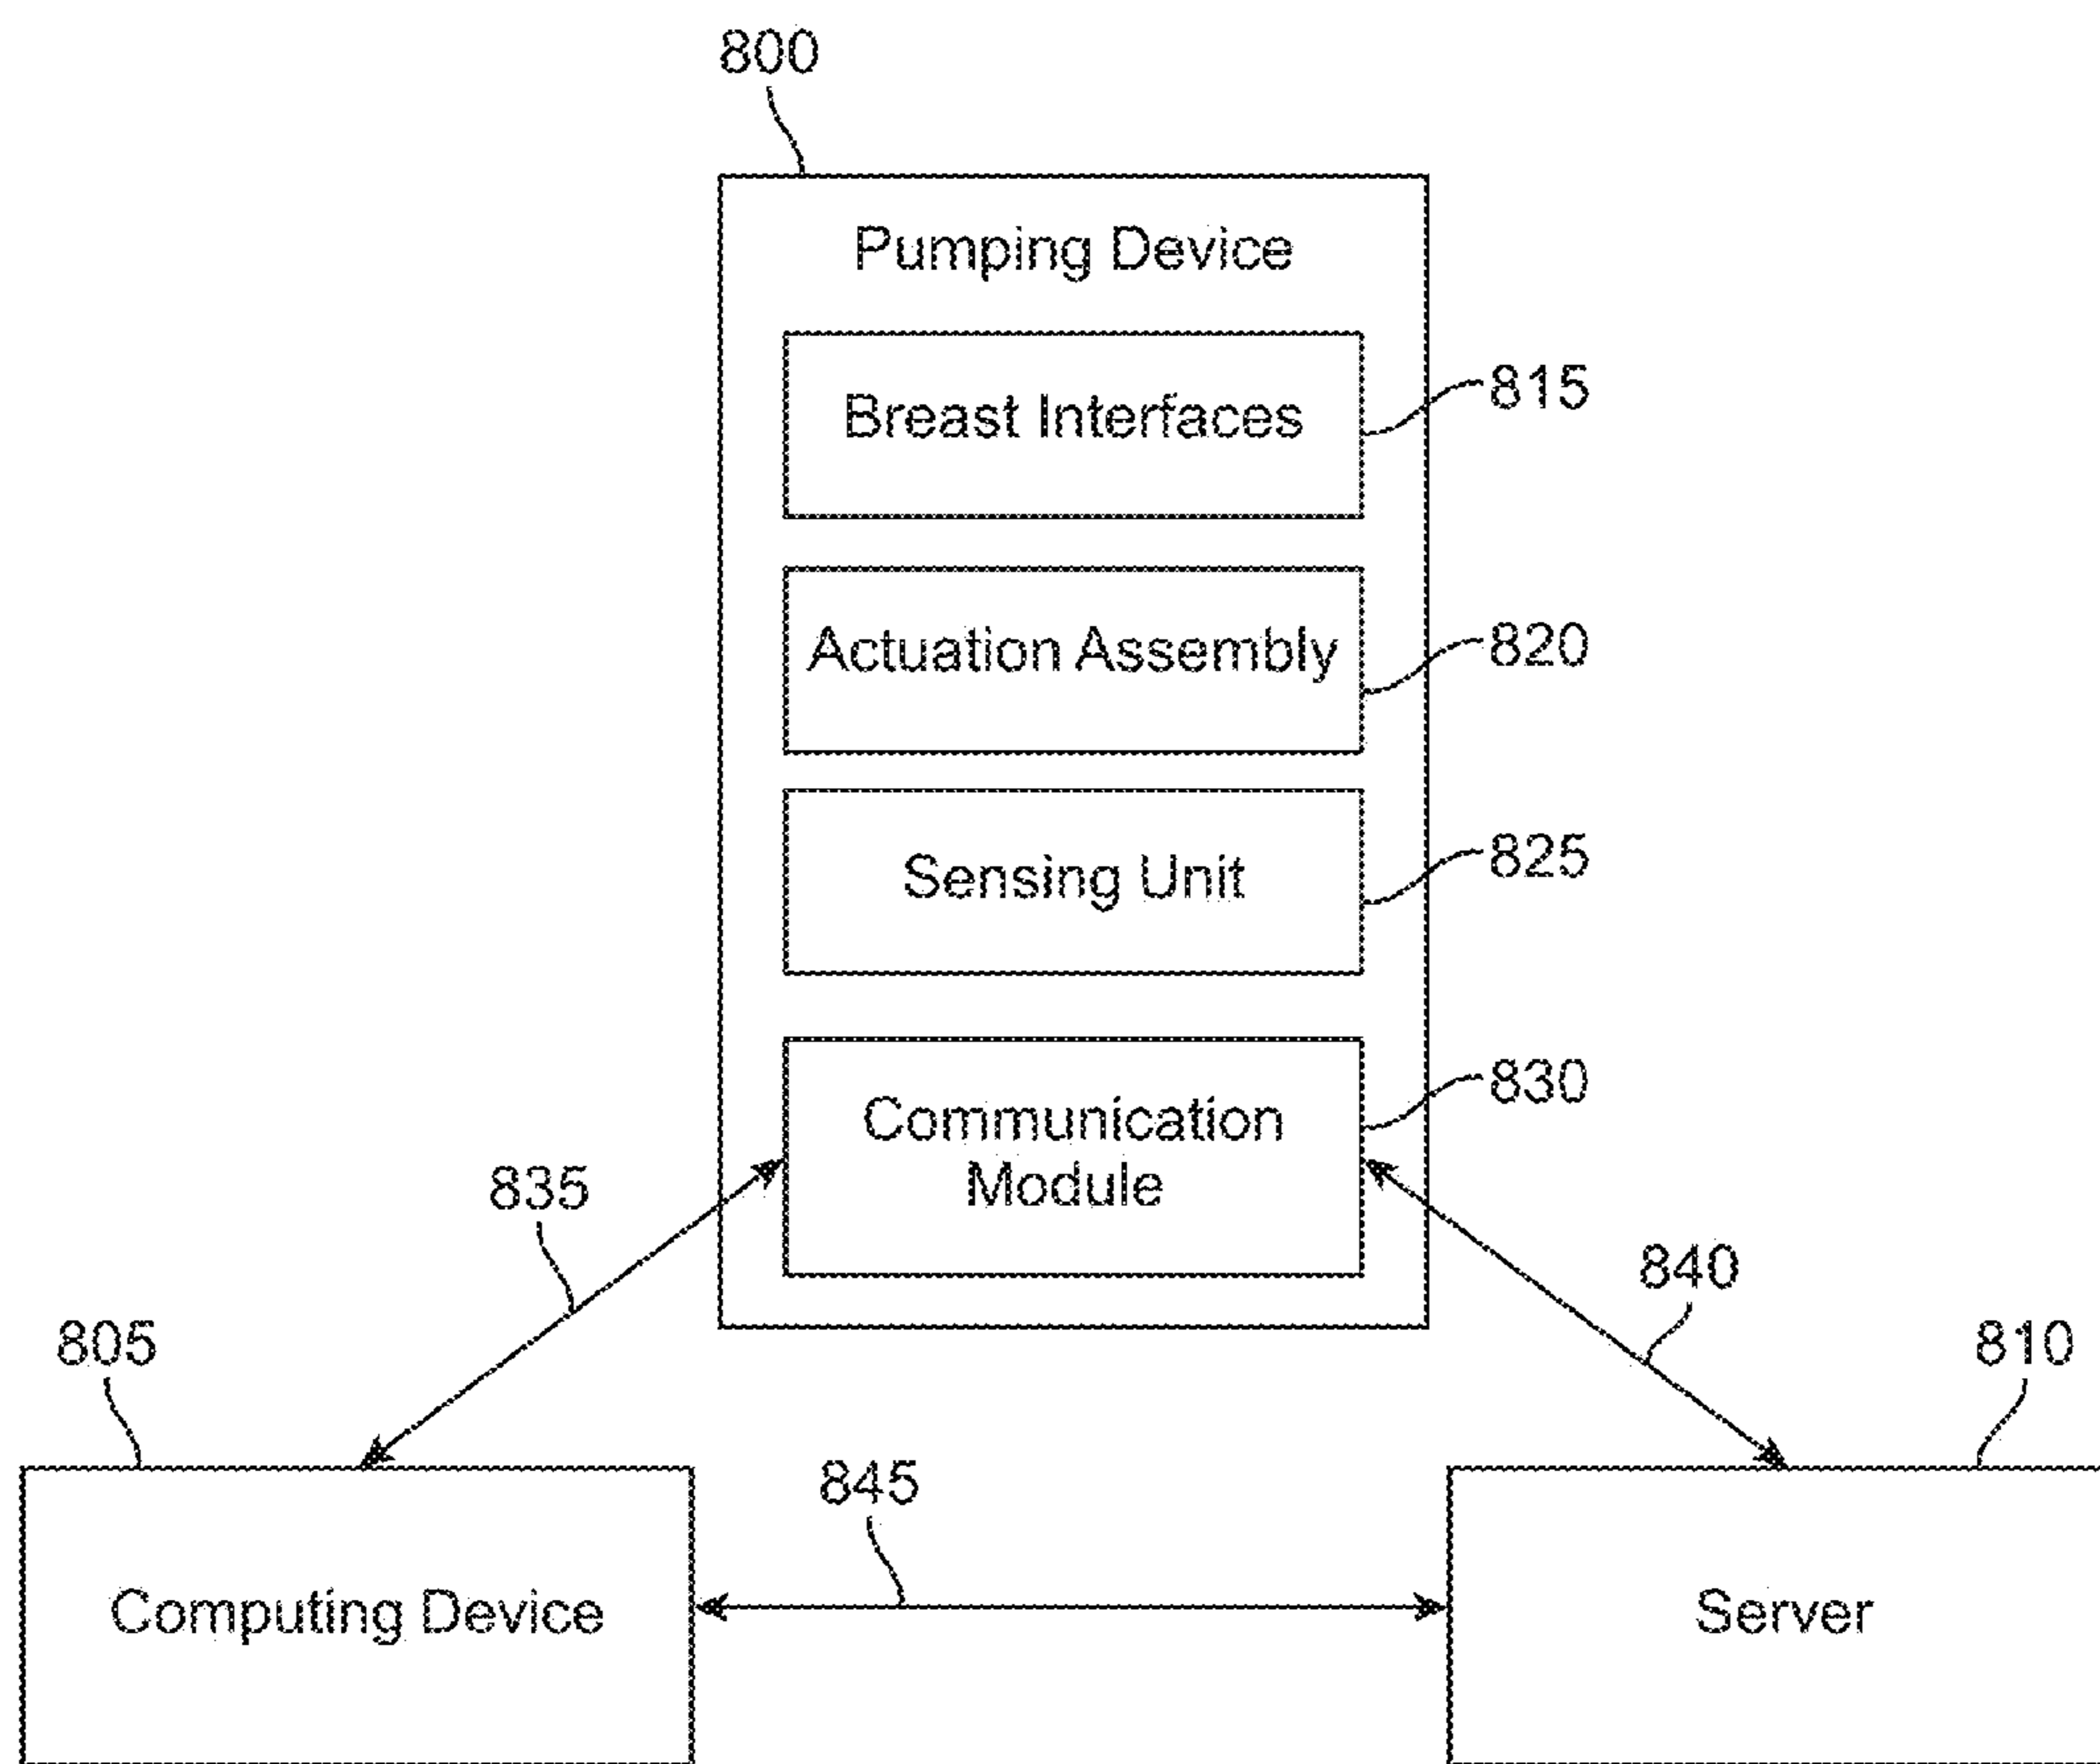 800
Pumping Device
Breast Interfaces
815
Actuation Assembly
820
Sensing Unit
825
Communication
Module
830
835
840
805
810
845
Computing Device
Server